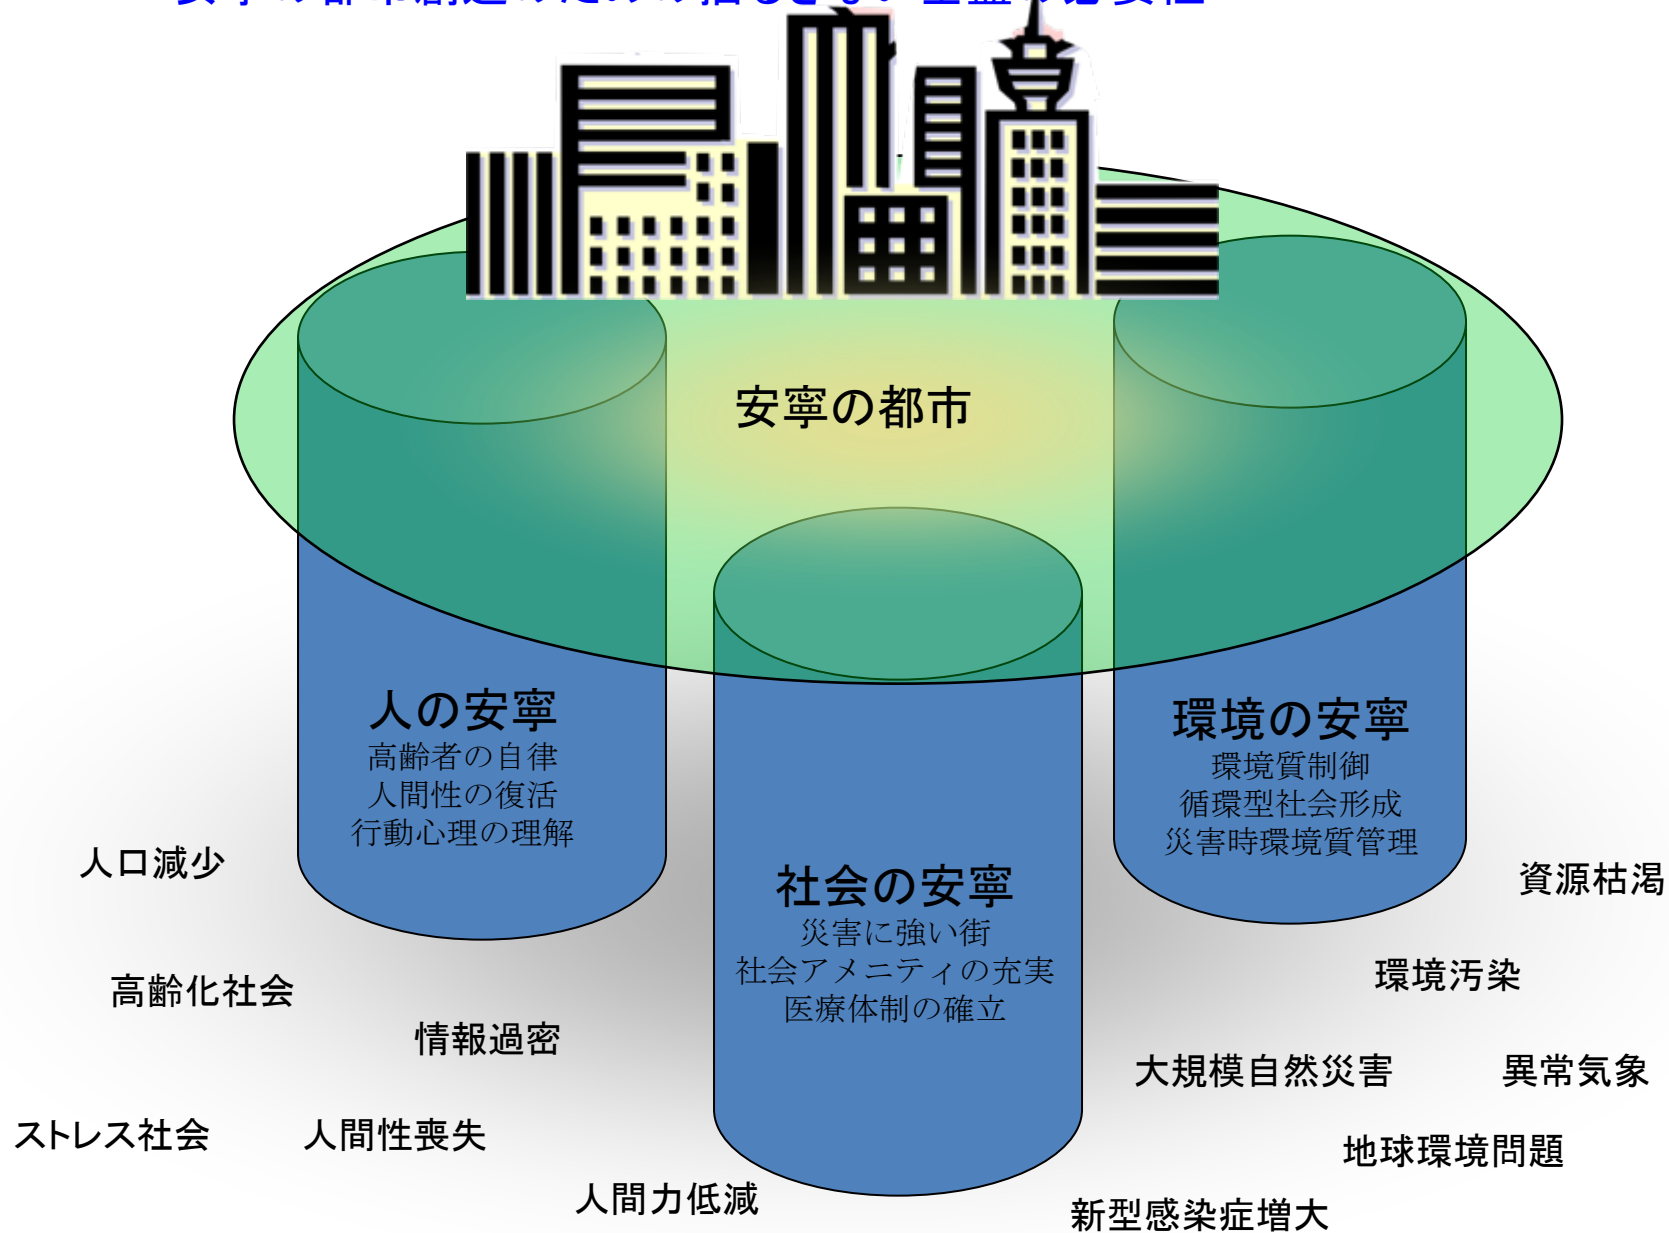 安寧の都市
人の安寧
高齢者の自律
人間性の復活
行動心理の理解
環境の安寧
環境質制御
循環型社会形成
災害時環境質管理
社会の安寧
災害に強い街
社会アメニティの充実
医療体制の確立
人口減少
高齢化社会
情報過密
ストレス社会
人間性喪失
人間力低減
資源枯渇
環境汚染
大規模自然災害
異常気象
地球環境問題
新型感染症増大